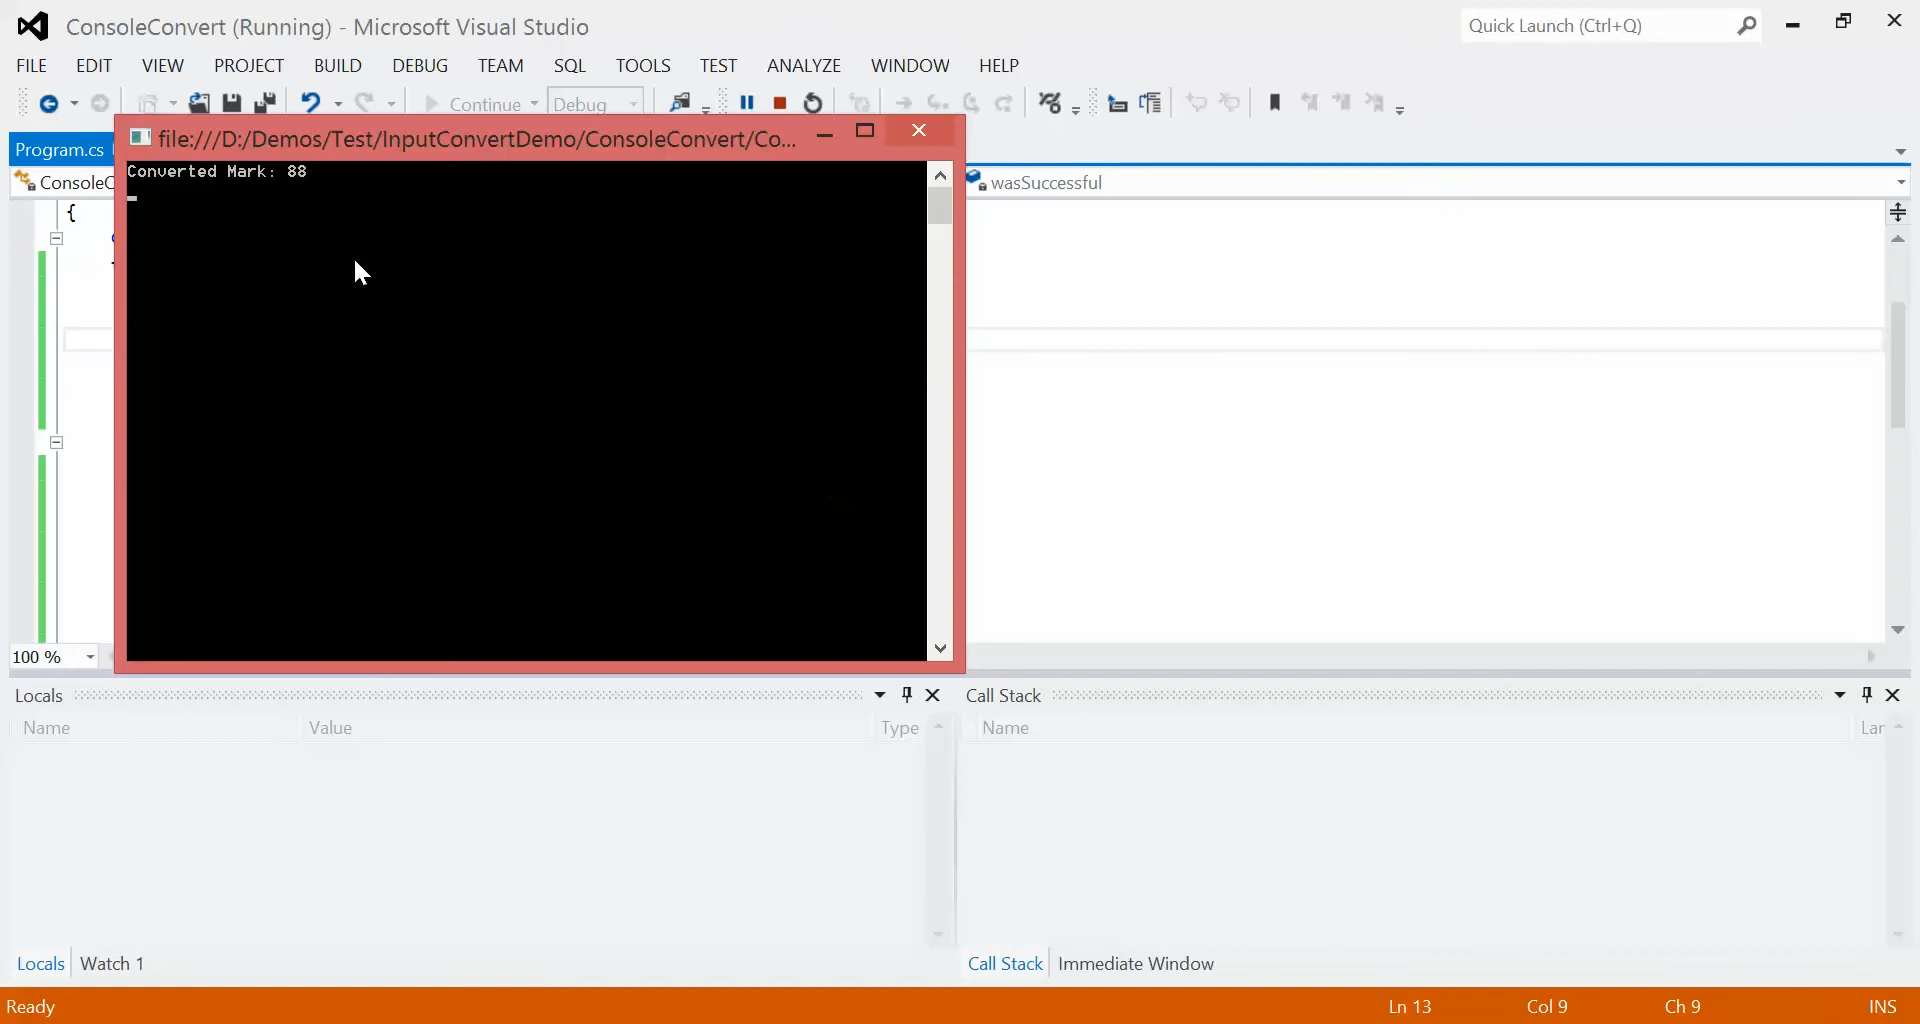 ConsoleConvert (Running) - Microsoft Visual Studio
Quick Launch (Ctrl+Q)
FILE EDIT VIEW PROJECT BUILD DEBUG TEAM SQL TOOLS TEST ANALYZE WINDOW HELP
Continue Debug
Program.cs
file:///D:/Demos/Test/InputConvertDemo/ConsoleConvert/Co...
ConsoleC
wasSuccessful
Converted Mark: 88
{
100 %
Locals
Call Stack
Name Value Type
Name Lar
Locals Watch 1
Call Stack Immediate Window
Ready Ln 13 Col 9 Ch 9 INS